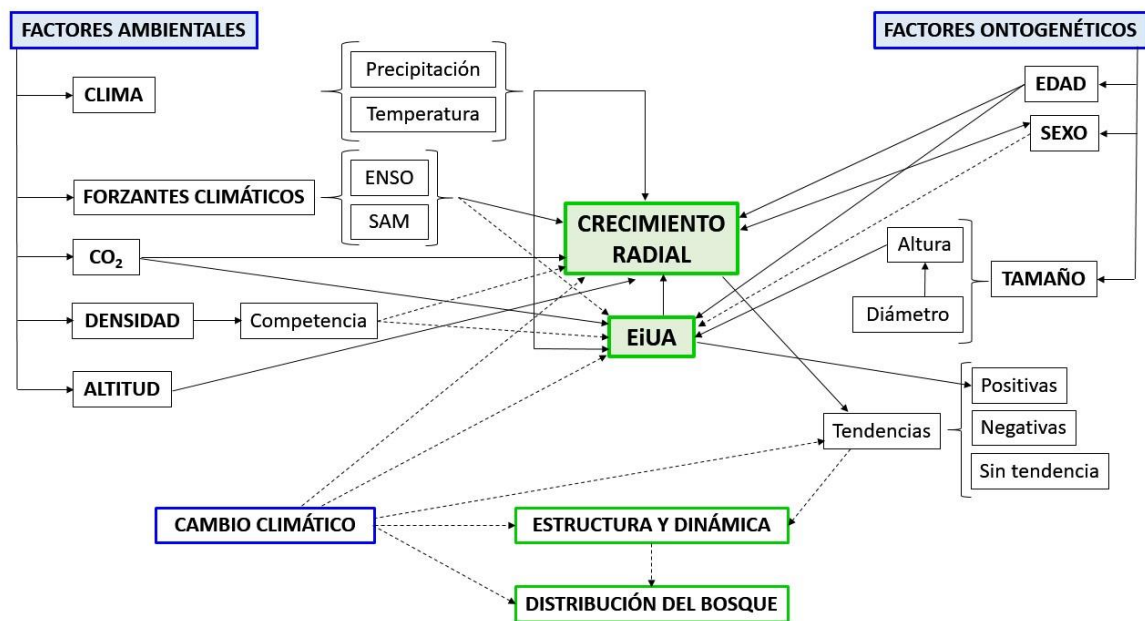 FACTORES AMBIENTALES
CLIMA
Precipitación
Temperatura
FORZANTES CLIMÁTICOS
ENSO
SAM
CO₂
DENSIDAD
Competencia
ALTITUD
FACTORES ONTOGENÉTICOS
EDAD
SEXO
Altura
Diámetro
TAMAÑO
CRECIMIENTO
RADIAL
EiUA
Tendencias
Positivas
Negativas
Sin tendencia
CAMBIO CLIMÁTICO
ESTRUCTURA Y DINÁMICA
DISTRIBUCIÓN DEL BOSQUE